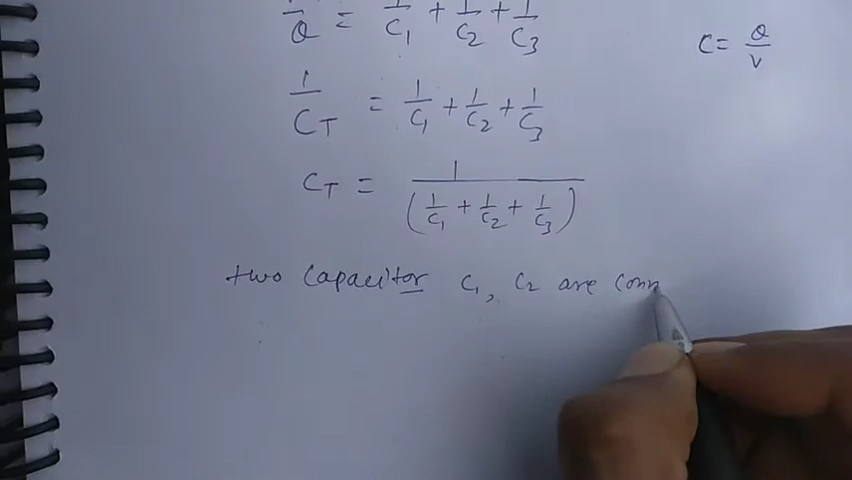 1/Q = 1/C1 + 1/C2 + 1/C3
C = Q/V
1/CT = 1/C1 + 1/C2 + 1/C3
CT = 1/(1/C1 + 1/C2 + 1/C3)
two Capacitor C1, C2 are conn